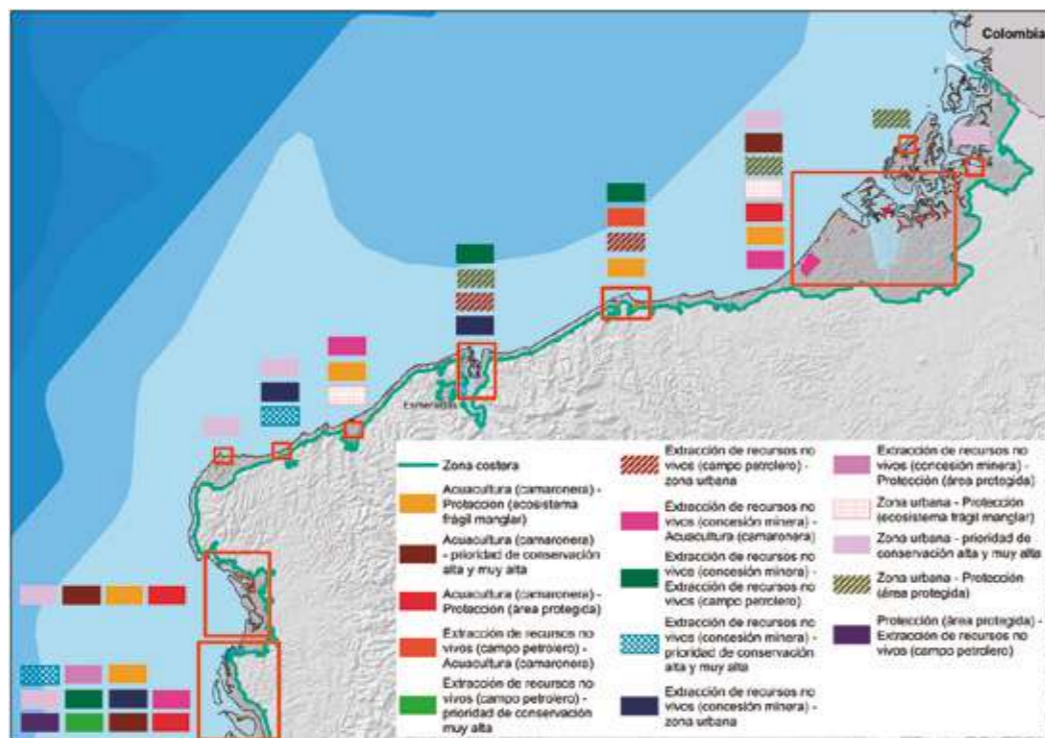 Colombia
Esmeraldas
Zona costera
Acuacultura (camaronera) -
Protección (ecosistema
frágil manglar)
Acuacultura (camaronera)
- prioridad de conservación
alta y muy alta
Acuacultura (camaronera) -
Protección (área protegida)
Extracción de recursos no
vivos (campo petrolero) -
Acuacultura (camaronera)
Extracción de recursos no
vivos (campo petrolero) -
prioridad de conservación
muy alta
Extracción de recursos no
vivos (campo petrolero) -
zona urbana
Extracción de recursos no
vivos (concesión minera) -
Acuacultura (camaronera)
Extracción de recursos no
vivos (concesión minera) -
Extracción de recursos no
vivos (campo petrolero)
Extracción de recursos no
vivos (concesión minera) -
prioridad de conservación
alta y muy alta
Extracción de recursos no
vivos (concesión minera) -
zona urbana
Extracción de recursos no
vivos (concesión minera) -
Protección (área protegida)
Zona urbana - Protección
(ecosistema frágil manglar)
Zona urbana - prioridad de
conservación alta y muy alta
Zona urbana - Protección
(área protegida)
Protección (área protegida) -
Extracción de recursos no
vivos (campo petrolero)